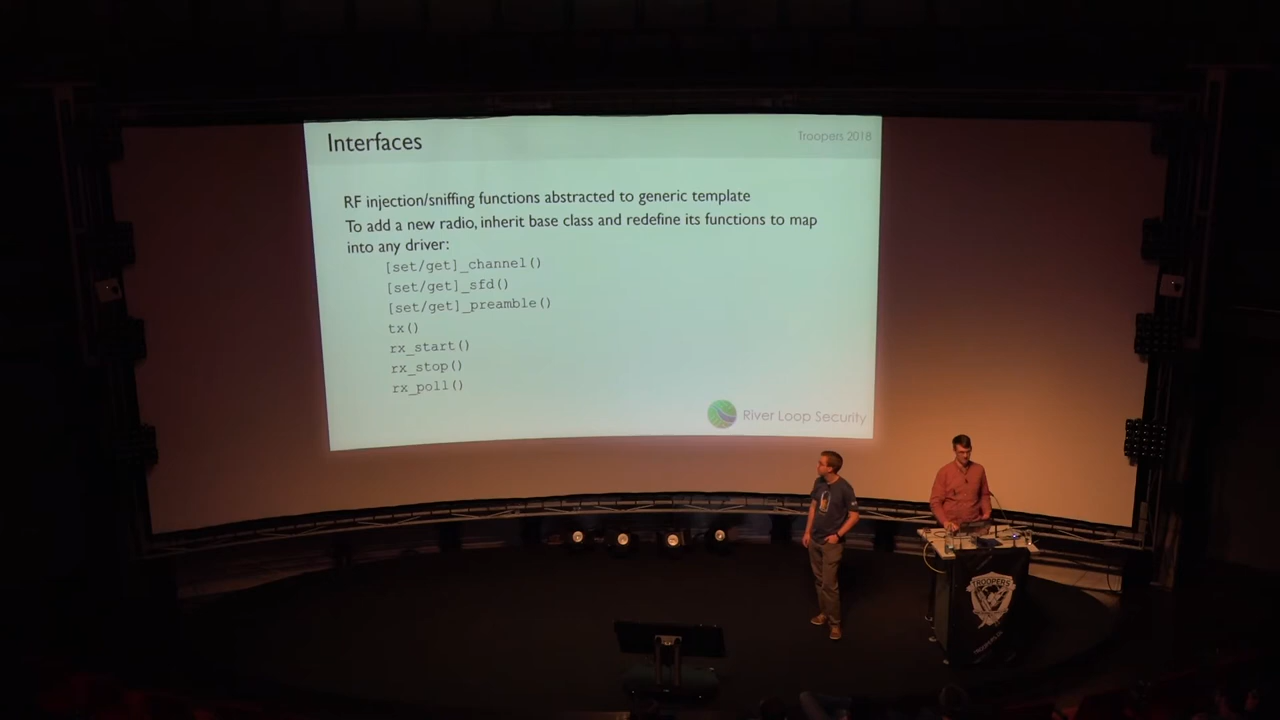 Interfaces
Troopers 2018
RF injection/sniffing functions abstracted to generic template
To add a new radio, inherit base class and redefine its functions to map
into any driver:
[set/get]_channel()
[set/get]_sfd()
[set/get]_preamble()
tx()
rx_start()
rx_stop()
rx_poll()
River Loop Security
TROOPERS